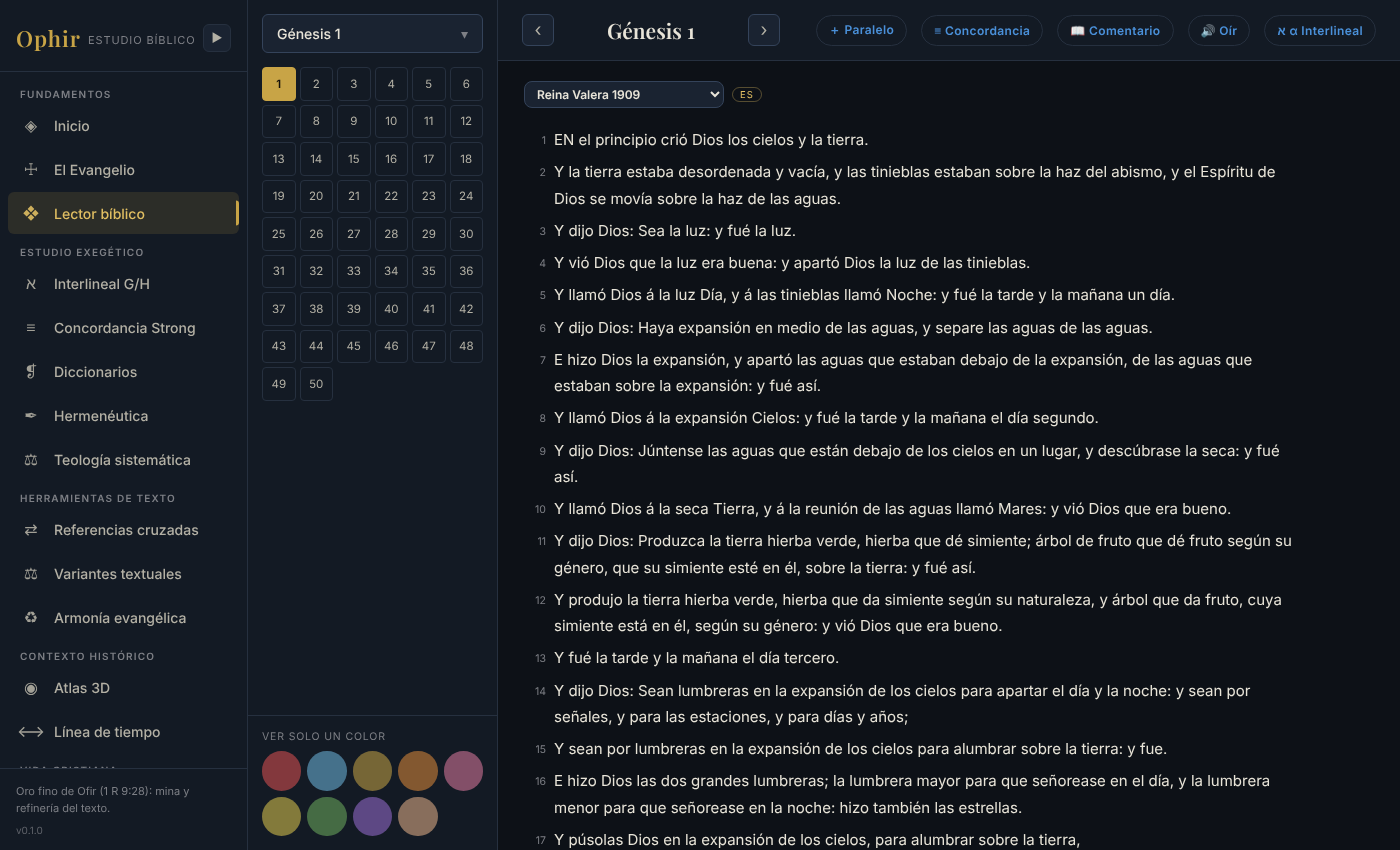 Ophir ESTUDIO BÍBLICO
FUNDAMENTOS
Inicio
El Evangelio
Lector bíblico
ESTUDIO EXEGÉTICO
Interlineal G/H
Concordancia Strong
Diccionarios
Hermenéutica
Teología sistemática
HERRAMIENTAS DE TEXTO
Referencias cruzadas
Variantes textuales
Armonía evangélica
CONTEXTO HISTÓRICO
Atlas 3D
Línea de tiempo
Oro fino de Ofir (1 R 9:28): mina y
refinería del texto.
v0.1.0
Génesis 1
1 2 3 4 5 6
7 8 9 10 11 12
13 14 15 16 17 18
19 20 21 22 23 24
25 26 27 28 29 30
31 32 33 34 35 36
37 38 39 40 41 42
43 44 45 46 47 48
49 50
VER SOLO UN COLOR
Génesis 1
+ Paralelo
≡ Concordancia
Comentario
Oír
א α Interlineal
Reina Valera 1909
ES
1 EN el principio crió Dios los cielos y la tierra.
2 Y la tierra estaba desordenada y vacía, y las tinieblas estaban sobre la haz del abismo, y el Espíritu de
Dios se movía sobre la haz de las aguas.
3 Y dijo Dios: Sea la luz: y fué la luz.
4 Y vió Dios que la luz era buena: y apartó Dios la luz de las tinieblas.
5 Y llamó Dios á la luz Día, y á las tinieblas llamó Noche: y fué la tarde y la mañana un día.
6 Y dijo Dios: Haya expansión en medio de las aguas, y separe las aguas de las aguas.
7 E hizo Dios la expansión, y apartó las aguas que estaban debajo de la expansión, de las aguas que
estaban sobre la expansión: y fué así.
8 Y llamó Dios á la expansión Cielos: y fué la tarde y la mañana el día segundo.
9 Y dijo Dios: Júntense las aguas que están debajo de los cielos en un lugar, y descúbrase la seca: y fué
así.
10 Y llamó Dios á la seca Tierra, y á la reunión de las aguas llamó Mares: y vió Dios que era bueno.
11 Y dijo Dios: Produzca la tierra hierba verde, hierba que dé simiente; árbol de fruto que dé fruto según su
género, que su simiente esté en él, sobre la tierra: y fué así.
12 Y produjo la tierra hierba verde, hierba que da simiente según su naturaleza, y árbol que da fruto, cuya
simiente está en él, según su género: y vió Dios que era bueno.
13 Y fué la tarde y la mañana el día tercero.
14 Y dijo Dios: Sean lumbreras en la expansión de los cielos para apartar el día y la noche: y sean por
señales, y para las estaciones, y para días y años;
15 Y sean por lumbreras en la expansión de los cielos para alumbrar sobre la tierra: y fue.
16 E hizo Dios las dos grandes lumbreras; la lumbrera mayor para que señorease en el día, y la lumbrera
menor para que señorease en la noche: hizo también las estrellas.
17 Y púsolas Dios en la expansión de los cielos, para alumbrar sobre la tierra,